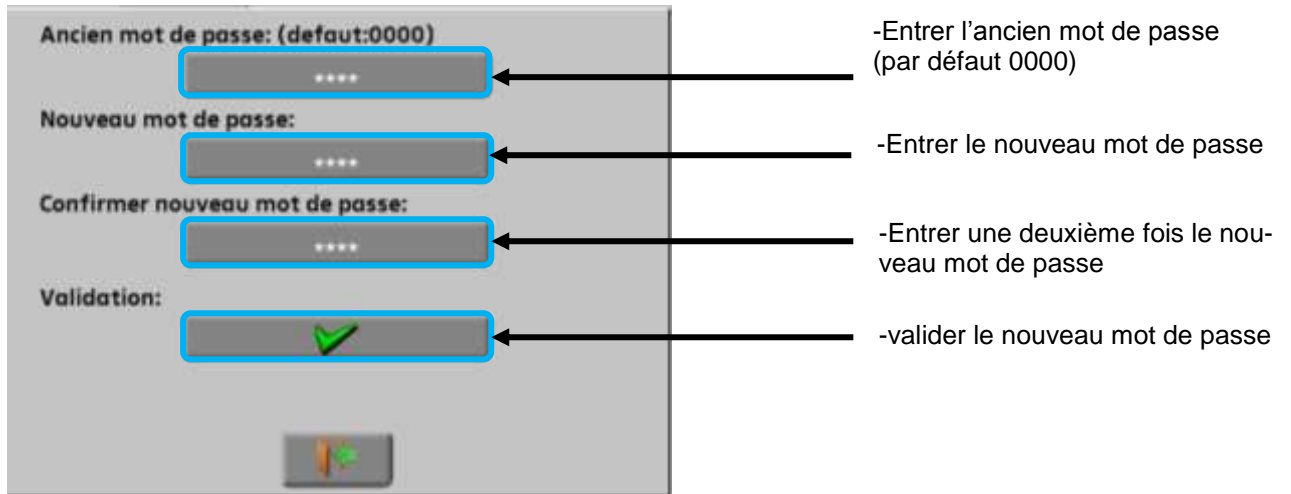 Ancien mot de passe: (defaut:0000)
****
-Entrer l'ancien mot de passe
(par défaut 0000)
Nouveau mot de passe:
****
-Entrer le nouveau mot de passe
Confirmer nouveau mot de passe:
****
-Entrer une deuxième fois le nou-
veau mot de passe
Validation:
-valider le nouveau mot de passe